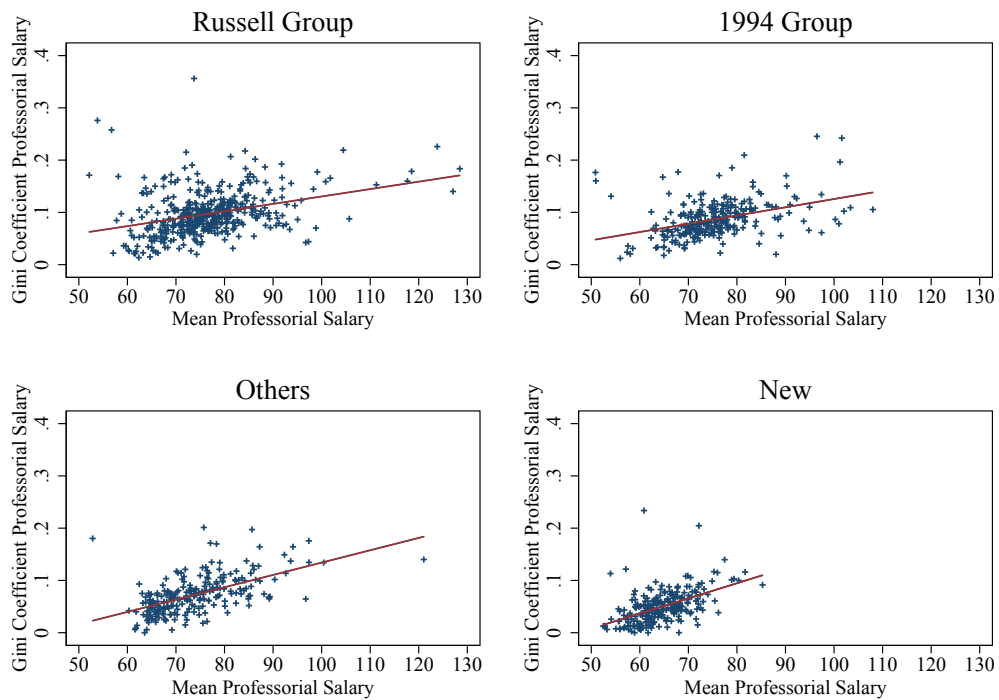 Russell Group
Gini Coefficient Professorial Salary
.4
.3
.2
.1
0
50 60 70 80 90 100 110 120 130
Mean Professorial Salary
1994 Group
Gini Coefficient Professorial Salary
.4
.3
.2
.1
0
50 60 70 80 90 100 110 120 130
Mean Professorial Salary
Others
Gini Coefficient Professorial Salary
.4
.3
.2
.1
0
50 60 70 80 90 100 110 120 130
Mean Professorial Salary
New
Gini Coefficient Professorial Salary
.4
.3
.2
.1
0
50 60 70 80 90 100 110 120 130
Mean Professorial Salary